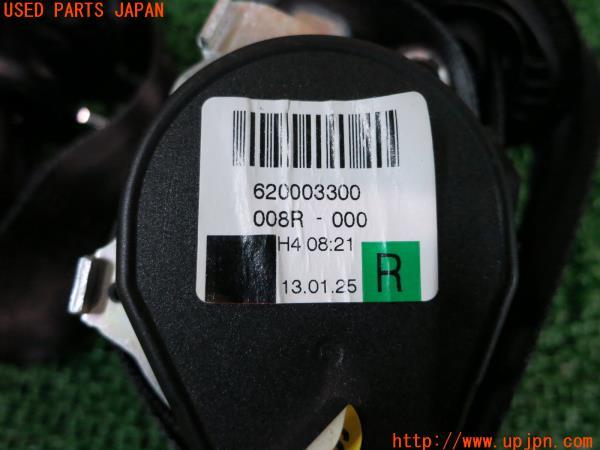 USED PARTS JAPAN
620003300
008R - 000
H4 08:21
R
13.01.25
http://www.upjpn.com